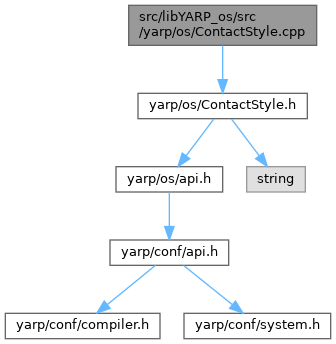 src/libYARP_os/src
/yarp/os/ContactStyle.cpp
yarp/os/ContactStyle.h
yarp/os/api.h
string
yarp/conf/api.h
yarp/conf/compiler.h
yarp/conf/system.h